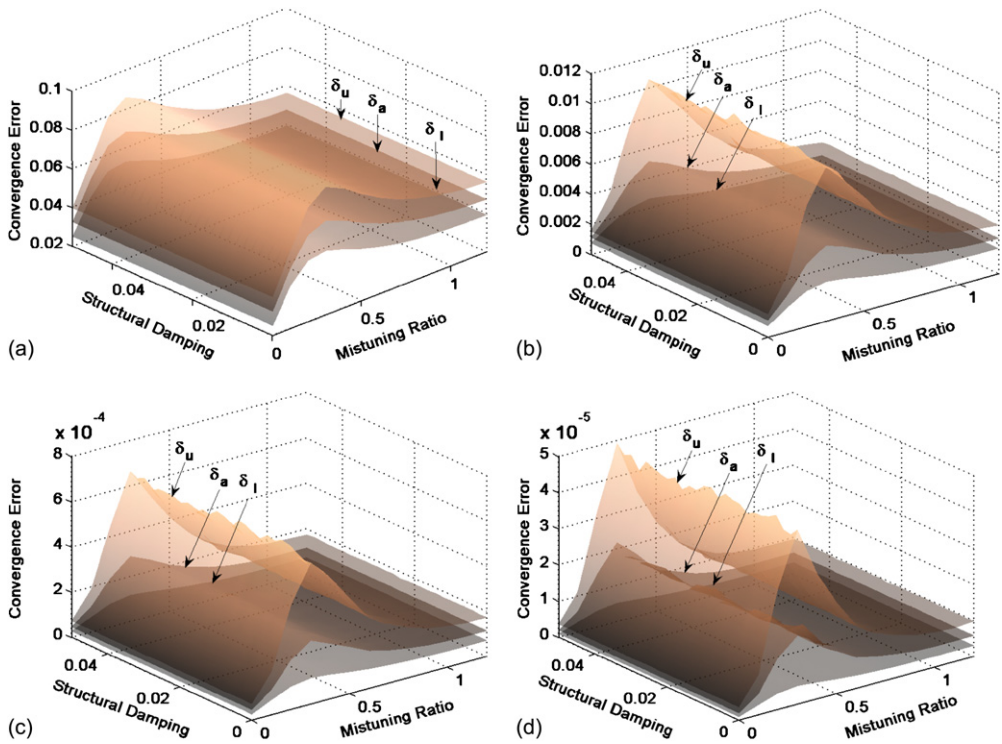 δu
δa
δl
0.1
0.08
0.06
0.04
0.02
Convergence Error
0.04
0.02
0
Structural Damping
0.5
1
Mistuning Ratio
(a)
δu
δa
δl
0.012
0.01
0.008
0.006
0.004
0.002
0
Convergence Error
0.04
0.02
0
Structural Damping
0
0.5
1
Mistuning Ratio
(b)
x 10-4
δu
δa
δl
8
6
4
2
0
Convergence Error
0.04
0.02
0
Structural Damping
0
0.5
1
Mistuning Ratio
(c)
x 10-5
δu
δa
δl
5
4
3
2
1
0
Convergence Error
0.04
0.02
0
Structural Damping
0
0.5
1
Mistuning Ratio
(d)